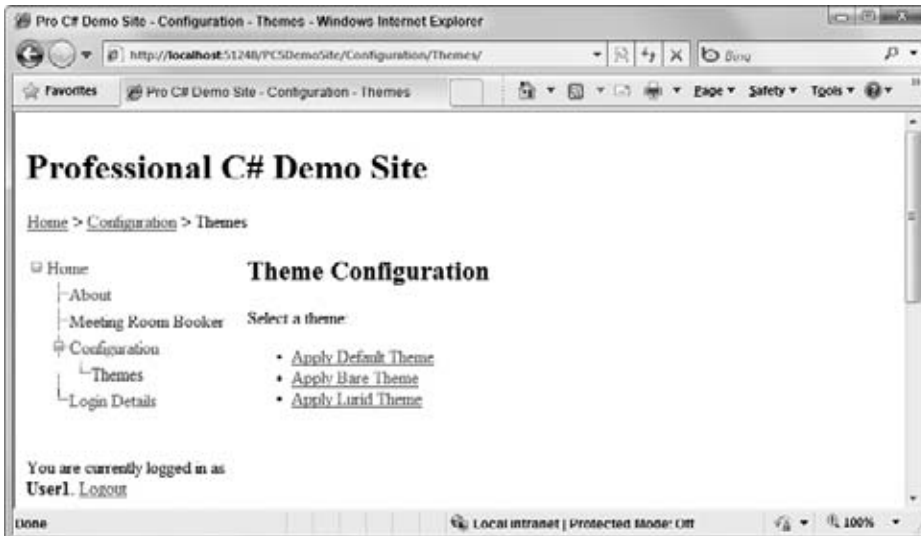 Pro C# Demo Site - Configuration - Themes - Windows Internet Explorer
http://localhost:51248/PCSDemoSite/Configuration/Themes/
Bing
Favorites
Pro C# Demo Site - Configuration - Themes
Page
Safety
Tools
Professional C# Demo Site
Home > Configuration > Themes
Home
About
Meeting Room Booker
Configuration
Themes
Login Details
Theme Configuration
Select a theme:
• Apply Default Theme
• Apply Bare Theme
• Apply Lurid Theme
You are currently logged in as
User1. Logout
Done
Local intranet | Protected Mode: Off
100%